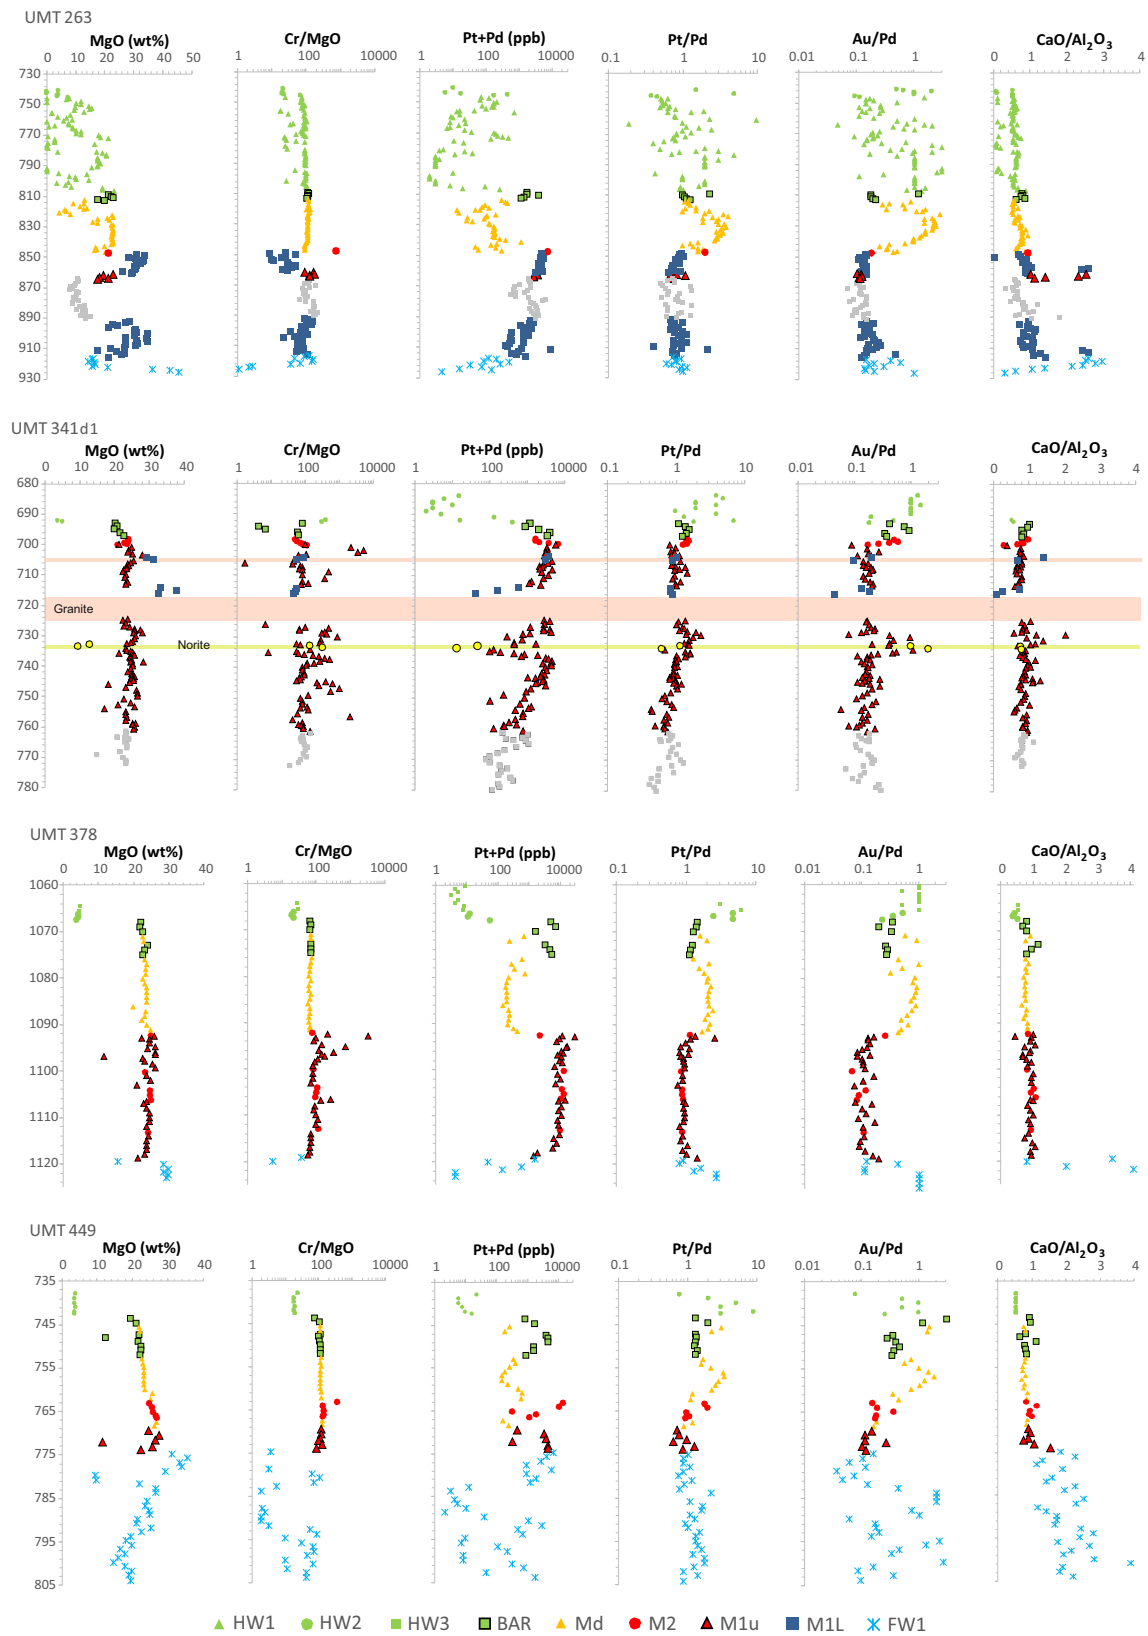 UMT 263
MgO (wt%) Cr/MgO Pt+Pd (ppb) Pt/Pd Au/Pd CaO/Al2O3
0 10 20 30 40 50 1 100 10000 1 100 10000 0.1 1 10 0.01 0.1 1 0 1 2 3 4
730
750
770
790
810
830
850
870
890
910
930
UMT 341d1
MgO (wt%) Cr/MgO Pt+Pd (ppb) Pt/Pd Au/Pd CaO/Al2O3
0 20 40 1 100 10000 1 100 10000 0.1 1 10 0.01 0.1 1 0 1 2 3 4
680
690
700
710
Granite
720
730
Norite
740
750
760
770
780
UMT 378
MgO (wt%) Cr/MgO Pt+Pd (ppb) Pt/Pd Au/Pd CaO/Al2O3
0 20 40 1 100 10000 1 100 10000 0.1 1 10 0.01 0.1 1 0 1 2 3 4
1060
1070
1080
1090
1100
1110
1120
UMT 449
MgO (wt%) Cr/MgO Pt+Pd (ppb) Pt/Pd Au/Pd CaO/Al2O3
0 20 40 1 100 10000 1 100 10000 0.1 1 10 0.01 0.1 1 0 1 2 3 4
735
745
755
765
775
785
795
805
HW1 HW2 HW3 BAR Md M2 M1u M1L FW1